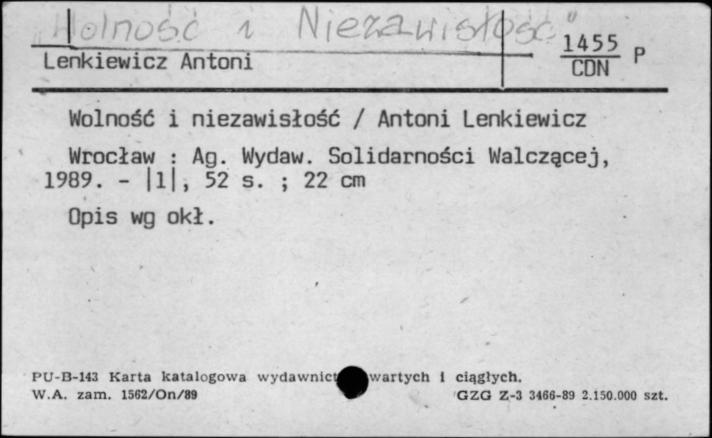 "Wolność i Niezawisłość"
1455 P
CDN
Lenkiewicz Antoni
Wolność i niezawisłość / Antoni Lenkiewicz
Wrocław : Ag. Wydaw. Solidarności Walczącej,
1989. - |1|, 52 s. ; 22 cm
Opis wg okł.
PU-B-143 Karta katalogowa wydawnict wartych i ciągłych.
W.A. zam. 1562/On/89 GZG Z-3 3466-89 2.150.000 szt.